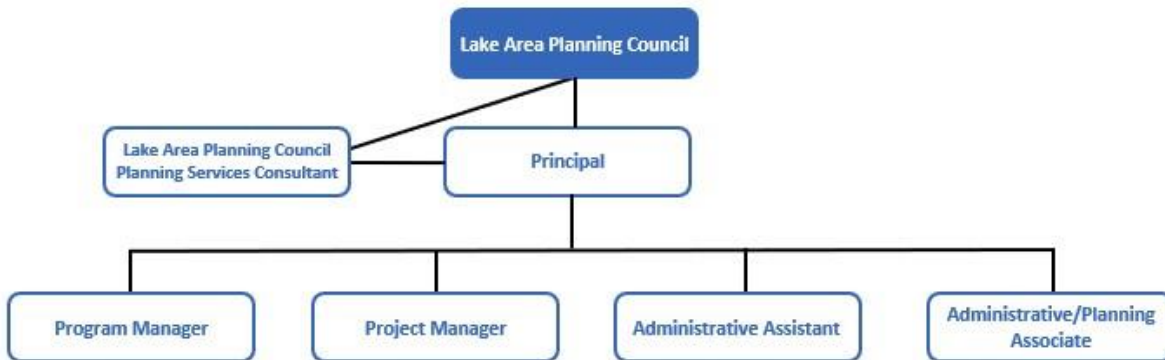 Lake Area Planning Council
Lake Area Planning Council
Planning Services Consultant
Principal
Program Manager
Project Manager
Administrative Assistant
Administrative/Planning
Associate